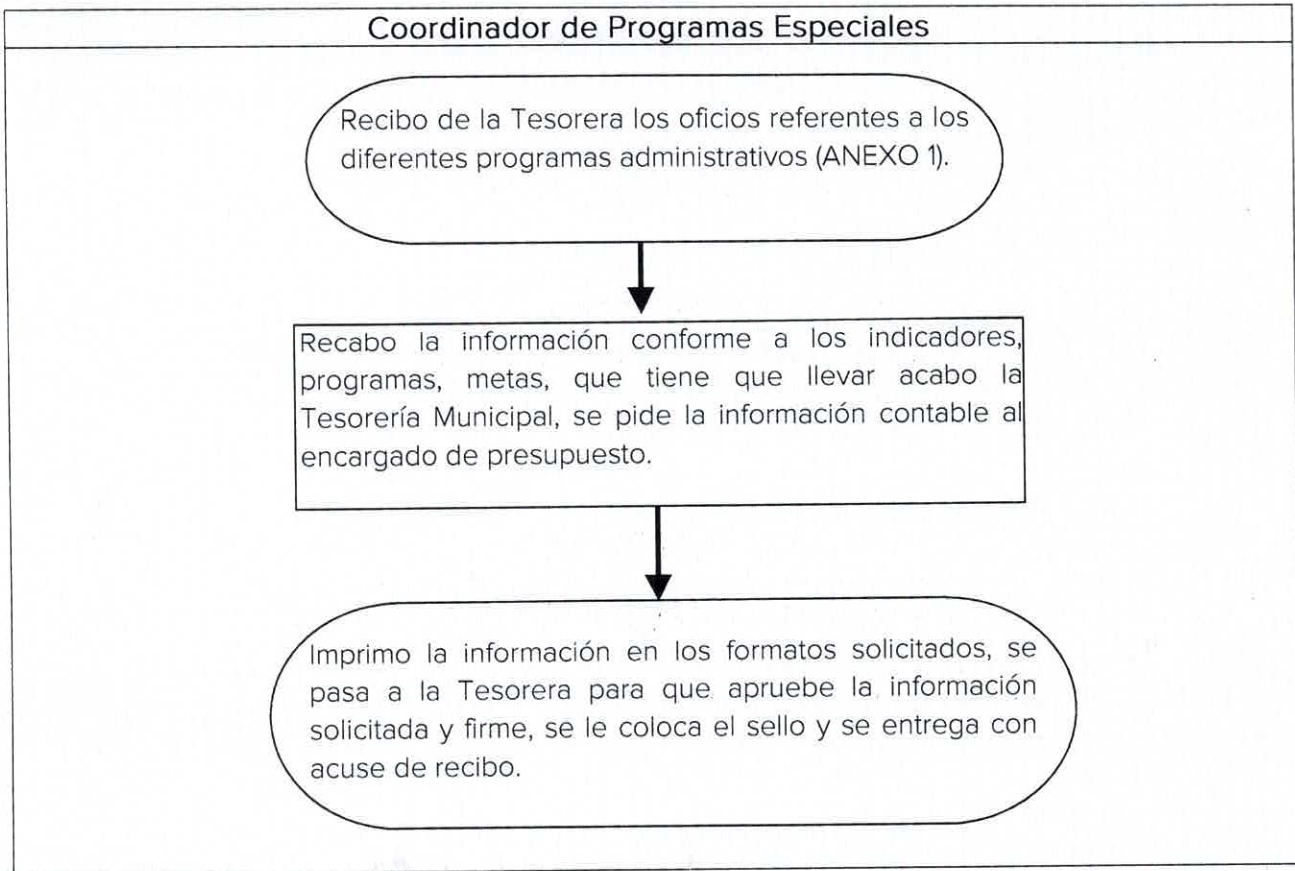 Coordinador de Programas Especiales
Recibo de la Tesorera los oficios referentes a los
diferentes programas administrativos (ANEXO 1).
Recabo la información conforme a los indicadores,
programas, metas, que tiene que llevar acabo la
Tesorería Municipal, se pide la información contable al
encargado de presupuesto.
Imprimo la información en los formatos solicitados, se
pasa a la Tesorera para que apruebe la información
solicitada y firme, se le coloca el sello y se entrega con
acuse de recibo.